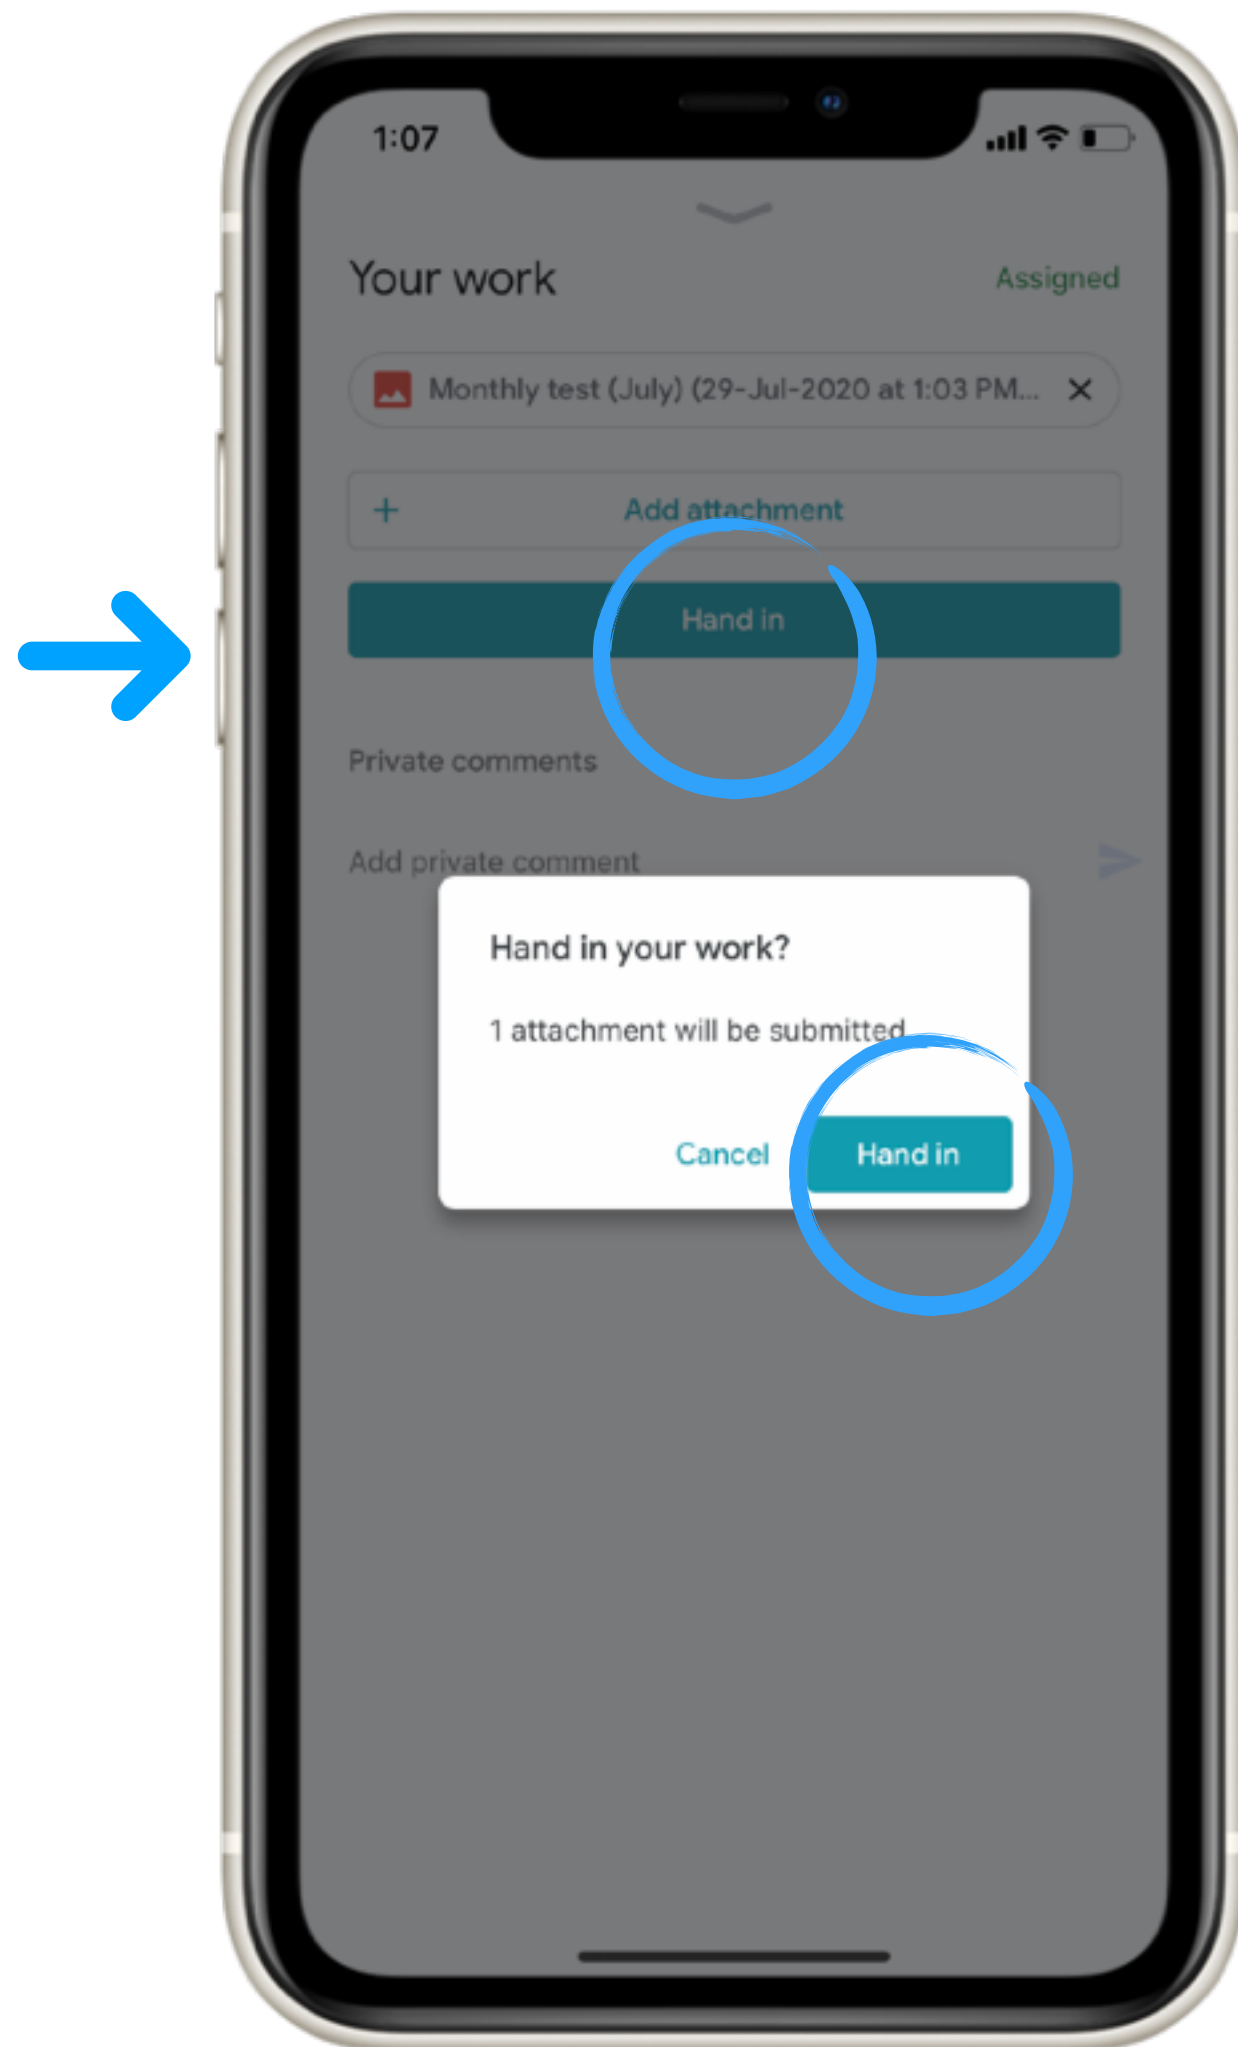 1:07
Your work
Assigned
Monthly test (July) (29-Jul-2020 at 1:03 PM...
Add attachment
Hand in
Private comments
Add private comment
Hand in your work?
1 attachment will be submitted
Cancel
Hand in